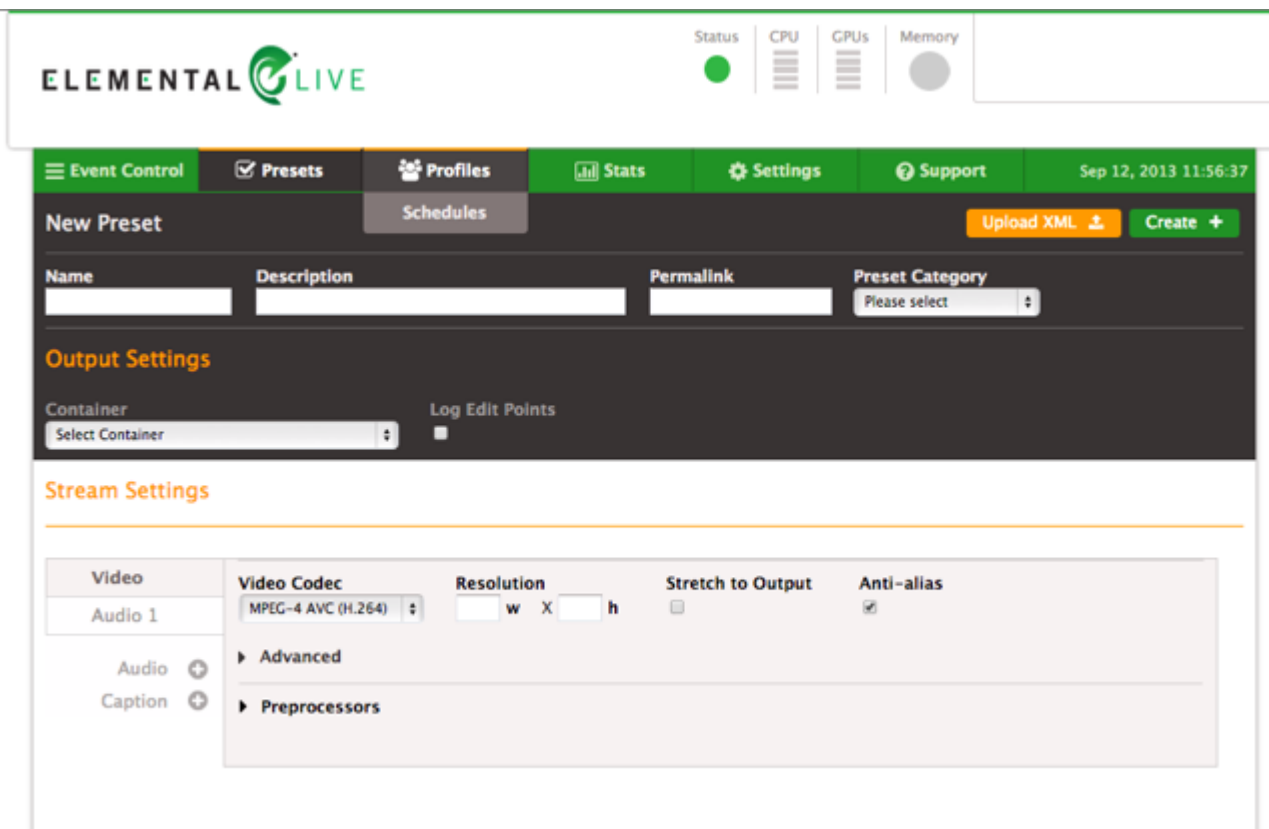 Status CPU GPUs Memory
ELEMENTAL LIVE
Event Control Presets Profiles Stats Settings Support Sep 12, 2013 11:56:37
Schedules
New Preset Upload XML Create +
Name Description Permalink Preset Category
Please select
Output Settings
Container Log Edit Points
Select Container
Stream Settings
Video
Audio 1
Audio
Caption
Video Codec Resolution Stretch to Output Anti-alias
MPEG-4 AVC (H.264) w X h
Advanced
Preprocessors